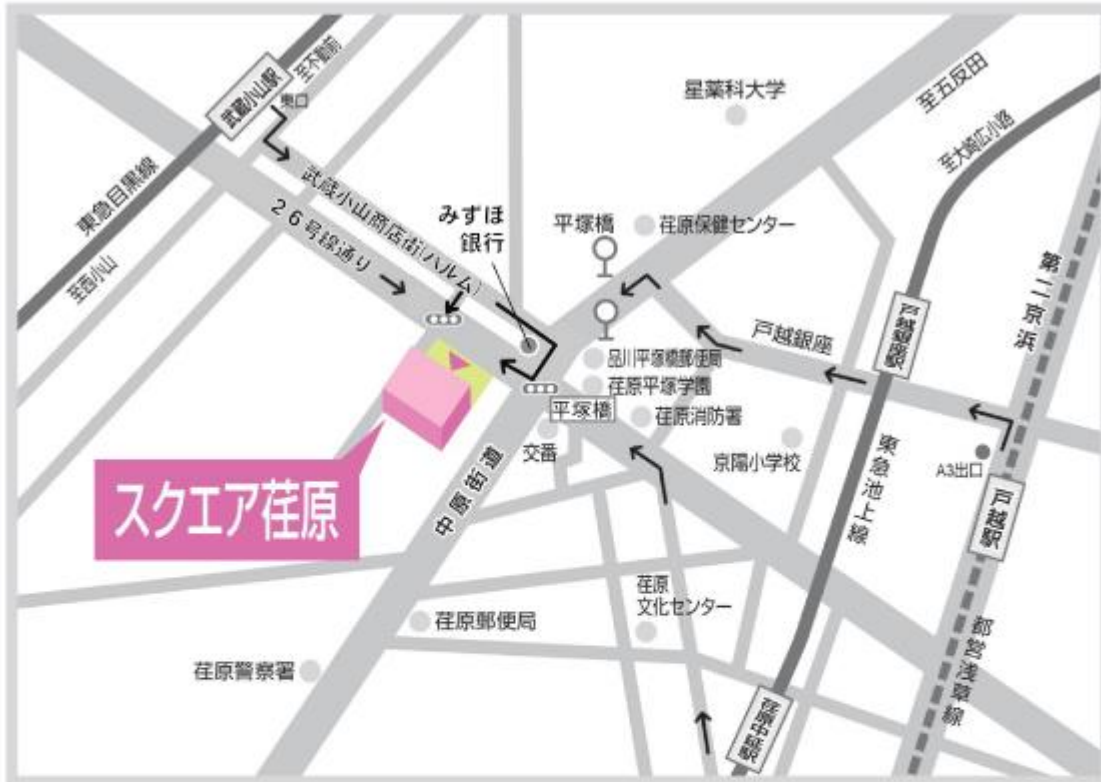 武蔵小山駅
至不動前
東口
東急目黒線
至西小山
武蔵小山商店街(パルム)
26号線通り
みずほ
銀行
平塚橋
星薬科大学
至五反田
荏原保健センター
至大崎広小路
第二京浜
戸越銀座駅
戸越銀座
品川平塚橋郵便局
荏原平塚学園
平塚橋
荏原消防署
交番
京陽小学校
東急池上線
A3出口
戸越駅
スクエア荏原
中原街道
荏原
文化センター
荏原郵便局
荏原警察署
荏原中延駅
都営浅草線